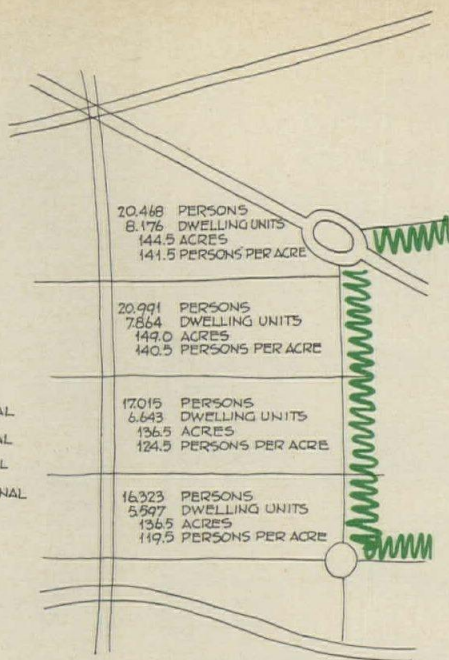 20.468 PERSONS
8.176 DWELLING UNITS
144.5 ACRES
141.5 PERSONS PER ACRE
20.991 PERSONS
7.864 DWELLING UNITS
149.0 ACRES
140.5 PERSONS PER ACRE
AL
AL
L
NAL
17.015 PERSONS
6.643 DWELLING UNITS
136.5 ACRES
124.5 PERSONS PER ACRE
16.323 PERSONS
5.597 DWELLING UNITS
136.5 ACRES
119.5 PERSONS PER ACRE